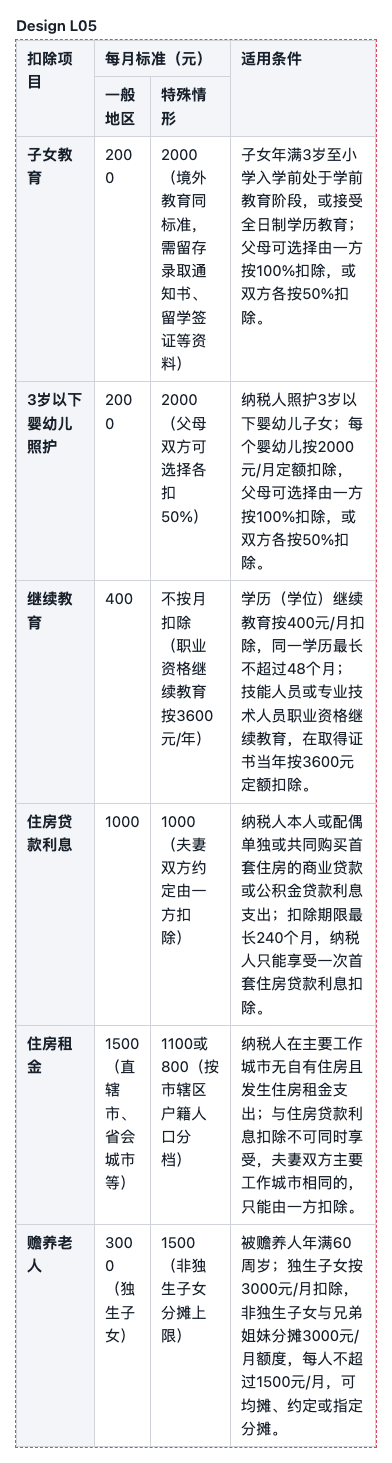 Design L05
扣除项
目
每月标准（元）
适用条件
一般
地区
特殊情
形
子女教
育
200
0
2000
（境外
教育同
标准，
需留存
录取通
知书、
留学签
证等资
料）
子女年满3岁至小
学入学前处于学前
教育阶段，或接受
全日制学历教育；
父母可选择由一方
按100%扣除，或
双方各按50%扣
除。
3岁以下
婴幼儿
照护
200
0
2000
（父母
双方可
选择各
扣
50%）
纳税人照护3岁以
下婴幼儿子女；每
个婴幼儿按2000
元/月定额扣除，
父母可选择由一方
按100%扣除，或
双方各按50%扣
除。
继续教
育
400
不按月
扣除
（职业
资格继
续教育
按3600
元/年）
学历（学位）继续
教育按400元/月扣
除，同一学历最长
不超过48个月；
技能人员或专业技
术人员职业资格继
续教育，在取得证
书当年按3600元
定额扣除。
住房贷
款利息
1000
1000
（夫妻
双方约
定由一
方扣
除）
纳税人本人或配偶
单独或共同购买首
套住房的商业贷款
或公积金贷款利息
支出；扣除期限最
长240个月，纳税
人只能享受一次首
套住房贷款利息扣
除。
住房租
金
1500
（直
辖
市、
省会
城市
等）
1100或
800（按
市辖区
户籍人
口分
档）
纳税人在主要工作
城市无自有住房且
发生住房租金支
出；与住房贷款利
息扣除不可同时享
受，夫妻双方主要
工作城市相同的，
只能由一方扣除。
赡养老
人
300
0
（独
生子
女）
1500
（非独
生子女
分摊上
限）
被赡养人年满60
周岁；独生子女按
3000元/月扣除，
非独生子女与兄弟
姐妹分摊3000元/
月额度，每人不超
过1500元/月，可
均摊、约定或指定
分摊。